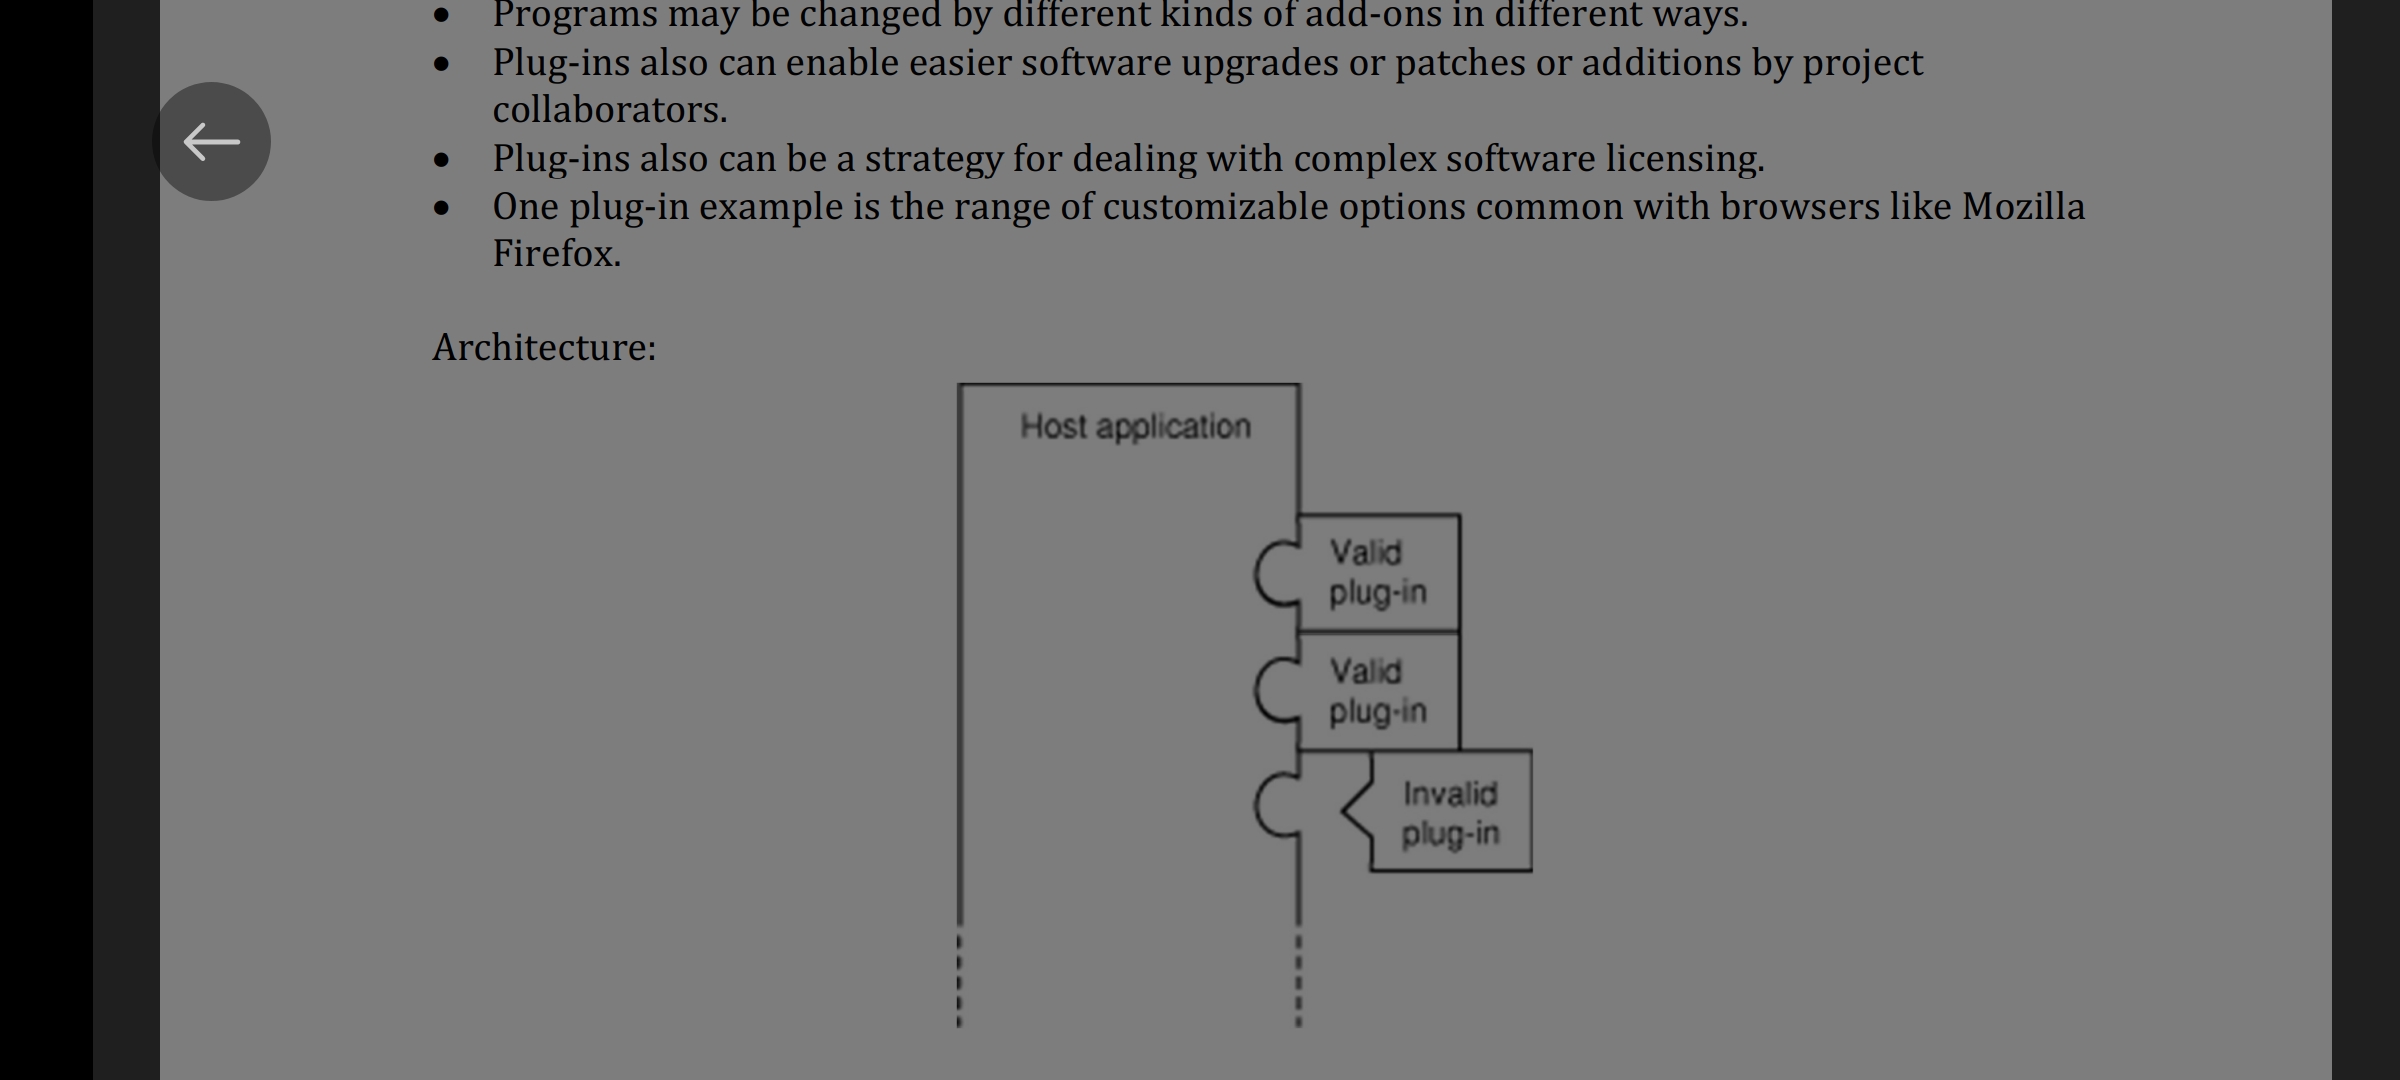 • Programs may be changed by different kinds of add-ons in different ways.
• Plug-ins also can enable easier software upgrades or patches or additions by project
collaborators.
• Plug-ins also can be a strategy for dealing with complex software licensing.
• One plug-in example is the range of customizable options common with browsers like Mozilla
Firefox.
Architecture:
Host application
Valid
plug-in
Valid
plug-in
Invalid
plug-in